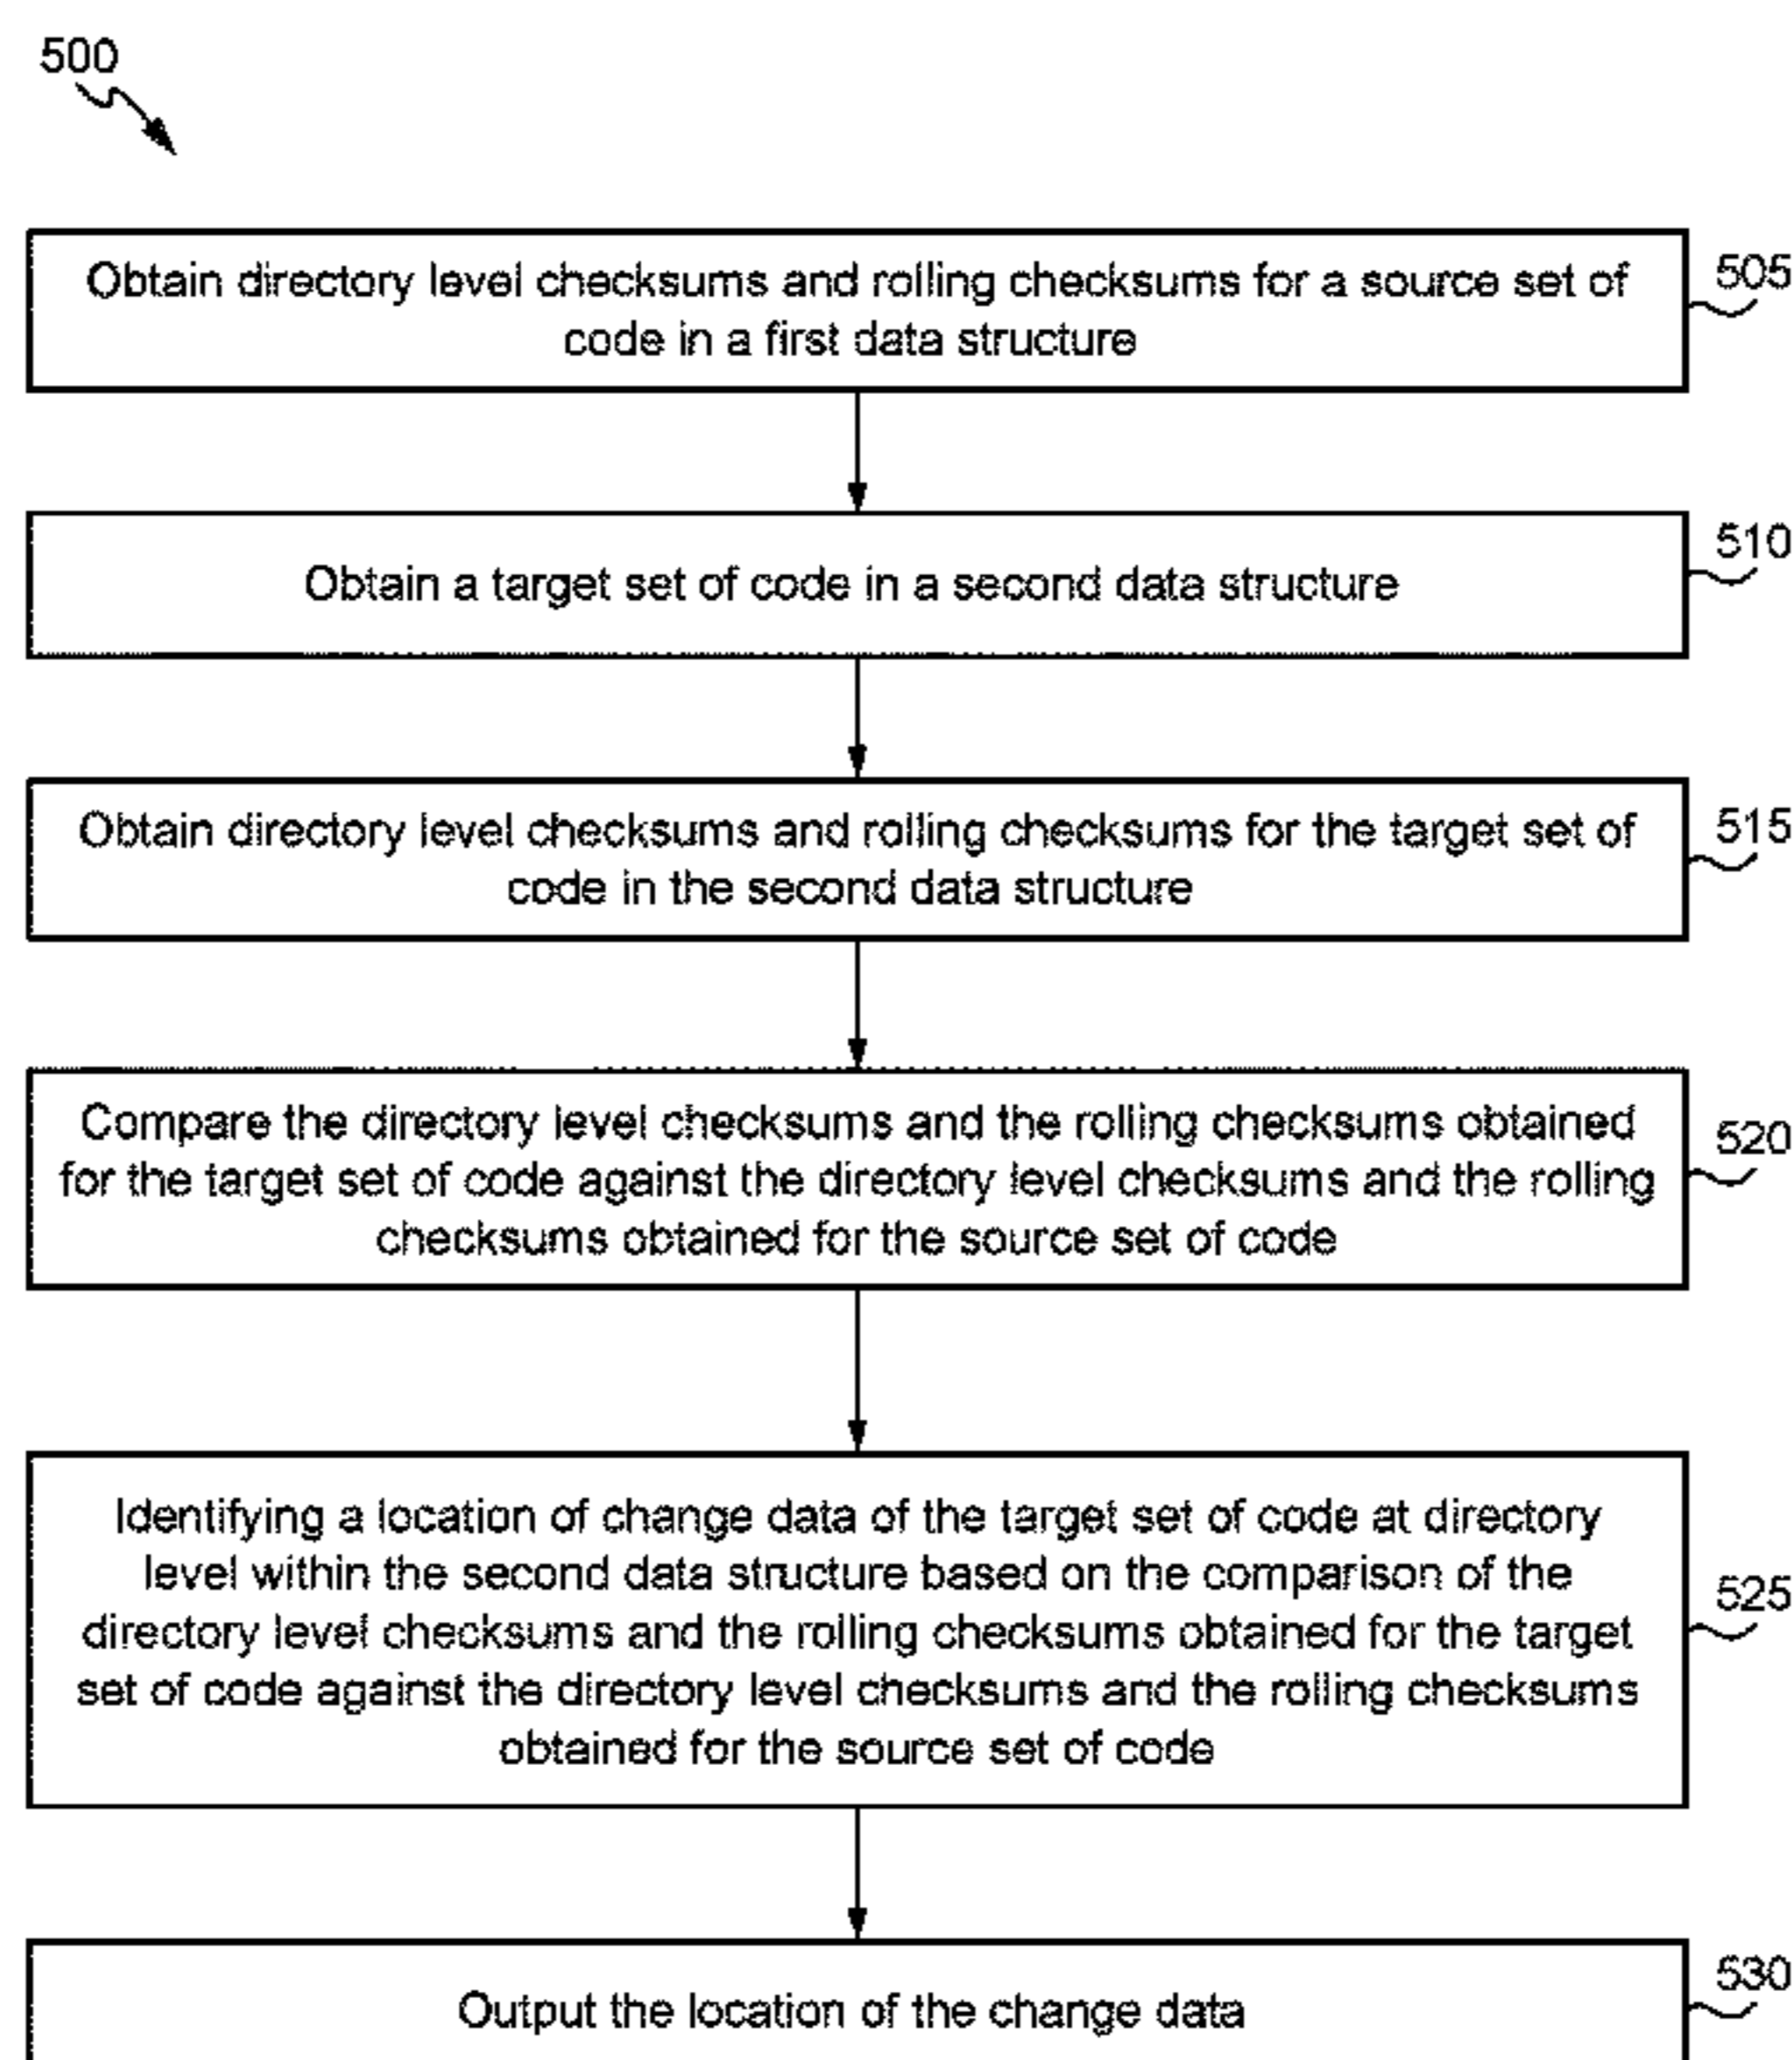 500
Obtain directory level checksums and rolling checksums for a source set of
code in a first data structure
505
Obtain a target set of code in a second data structure
510
Obtain directory level checksums and rolling checksums for the target set of
code in the second data structure
515
Compare the directory level checksums and the rolling checksums obtained
for the target set of code against the directory level checksums and the rolling
checksums obtained for the source set of code
520
Identifying a location of change data of the target set of code at directory
level within the second data structure based on the comparison of the
directory level checksums and the rolling checksums obtained for the target
set of code against the directory level checksums and the rolling checksums
obtained for the source set of code
525
Output the location of the change data
530